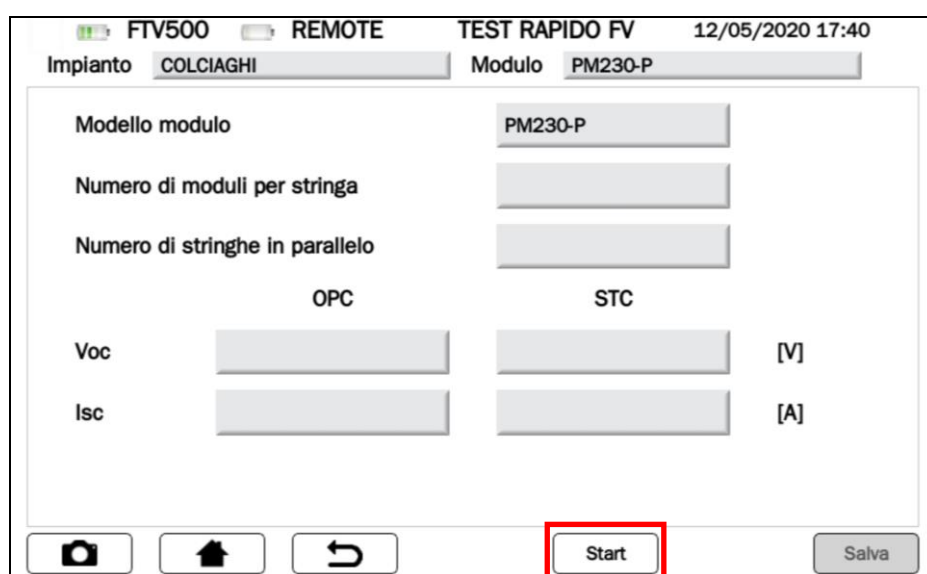 FTV500 REMOTE TEST RAPIDO FV 12/05/2020 17:40
Impianto COLCIAGHI Modulo PM230-P
Modello modulo PM230-P
Numero di moduli per stringa
Numero di stringhe in parallelo
OPC STC
Voc [V]
Isc [A]
Start Salva